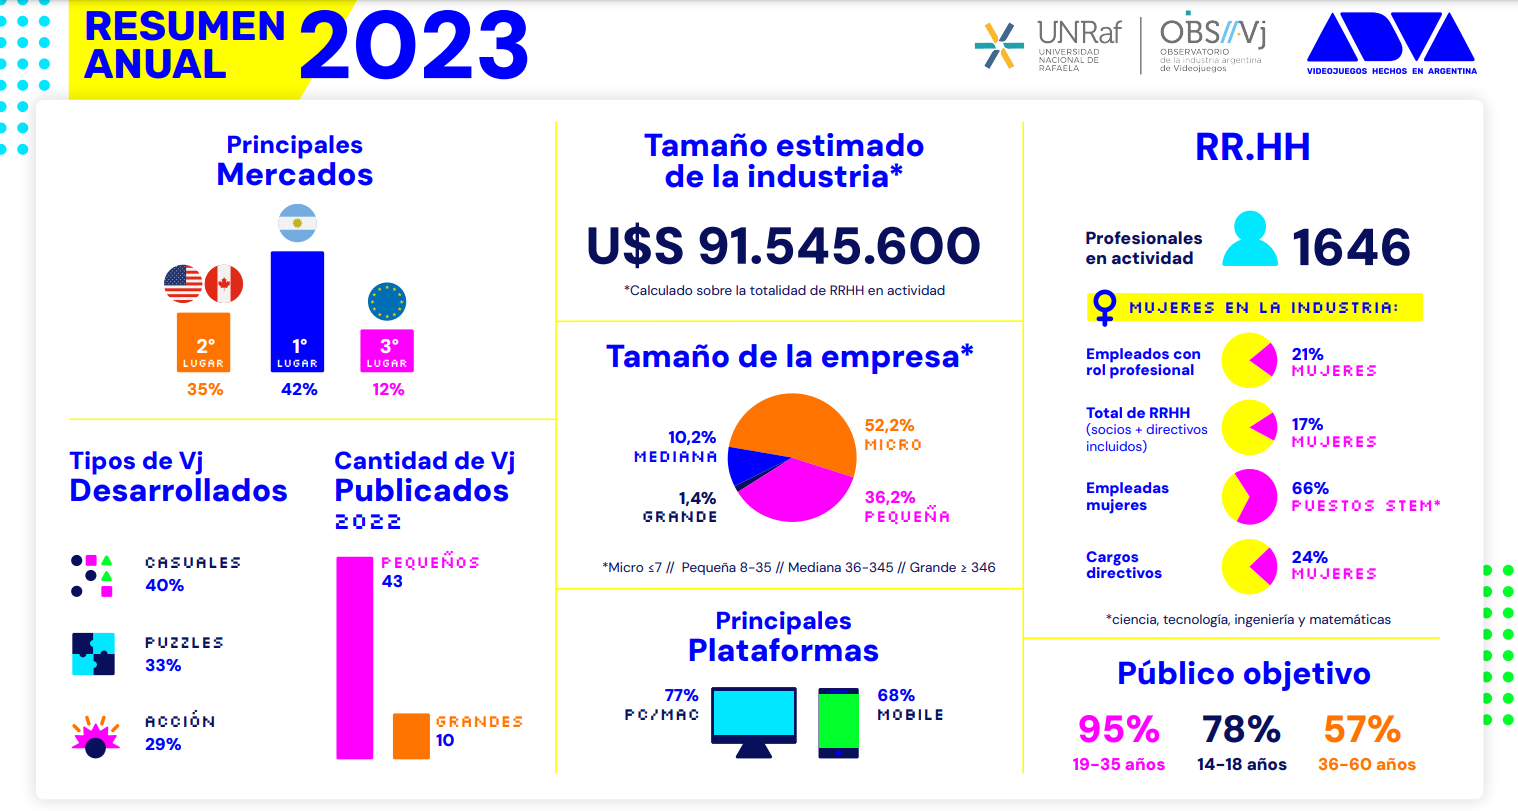 RESUMEN
ANUAL
2023
UNRaf
UNIVERSIDAD
NACIONAL DE
RAFAELA
OBS//Vj
OBSERVATORIO
de la industria argentina
de Videojuegos
ADVA
VIDEOJUEGOS HECHOS EN ARGENTINA
Principales
Mercados
2°
LUGAR
35%
1°
LUGAR
42%
3°
LUGAR
12%
Tipos de Vj
Desarrollados
CASUALES
40%
PUZZLES
33%
ACCIÓN
29%
Cantidad de Vj
Publicados
2022
PEQUEÑOS
43
GRANDES
10
Tamaño estimado
de la industria*
U$S 91.545.600
*Calculado sobre la totalidad de RRHH en actividad
Tamaño de la empresa*
10,2%
MEDIANA
1,4%
GRANDE
52,2%
MICRO
36,2%
PEQUEÑA
*Micro ≤7 // Pequeña 8-35 // Mediana 36-345 // Grande ≥ 346
Principales
Plataformas
77%
PC/MAC
68%
MOBILE
RR.HH
Profesionales
en actividad
1646
MUJERES EN LA INDUSTRIA:
Empleados con
rol profesional
21%
MUJERES
Total de RRHH
(socios + directivos
incluidos)
17%
MUJERES
Empleadas
mujeres
66%
PUESTOS STEM*
Cargos
directivos
24%
MUJERES
*ciencia, tecnología, ingeniería y matemáticas
Público objetivo
95%
19-35 años
78%
14-18 años
57%
36-60 años